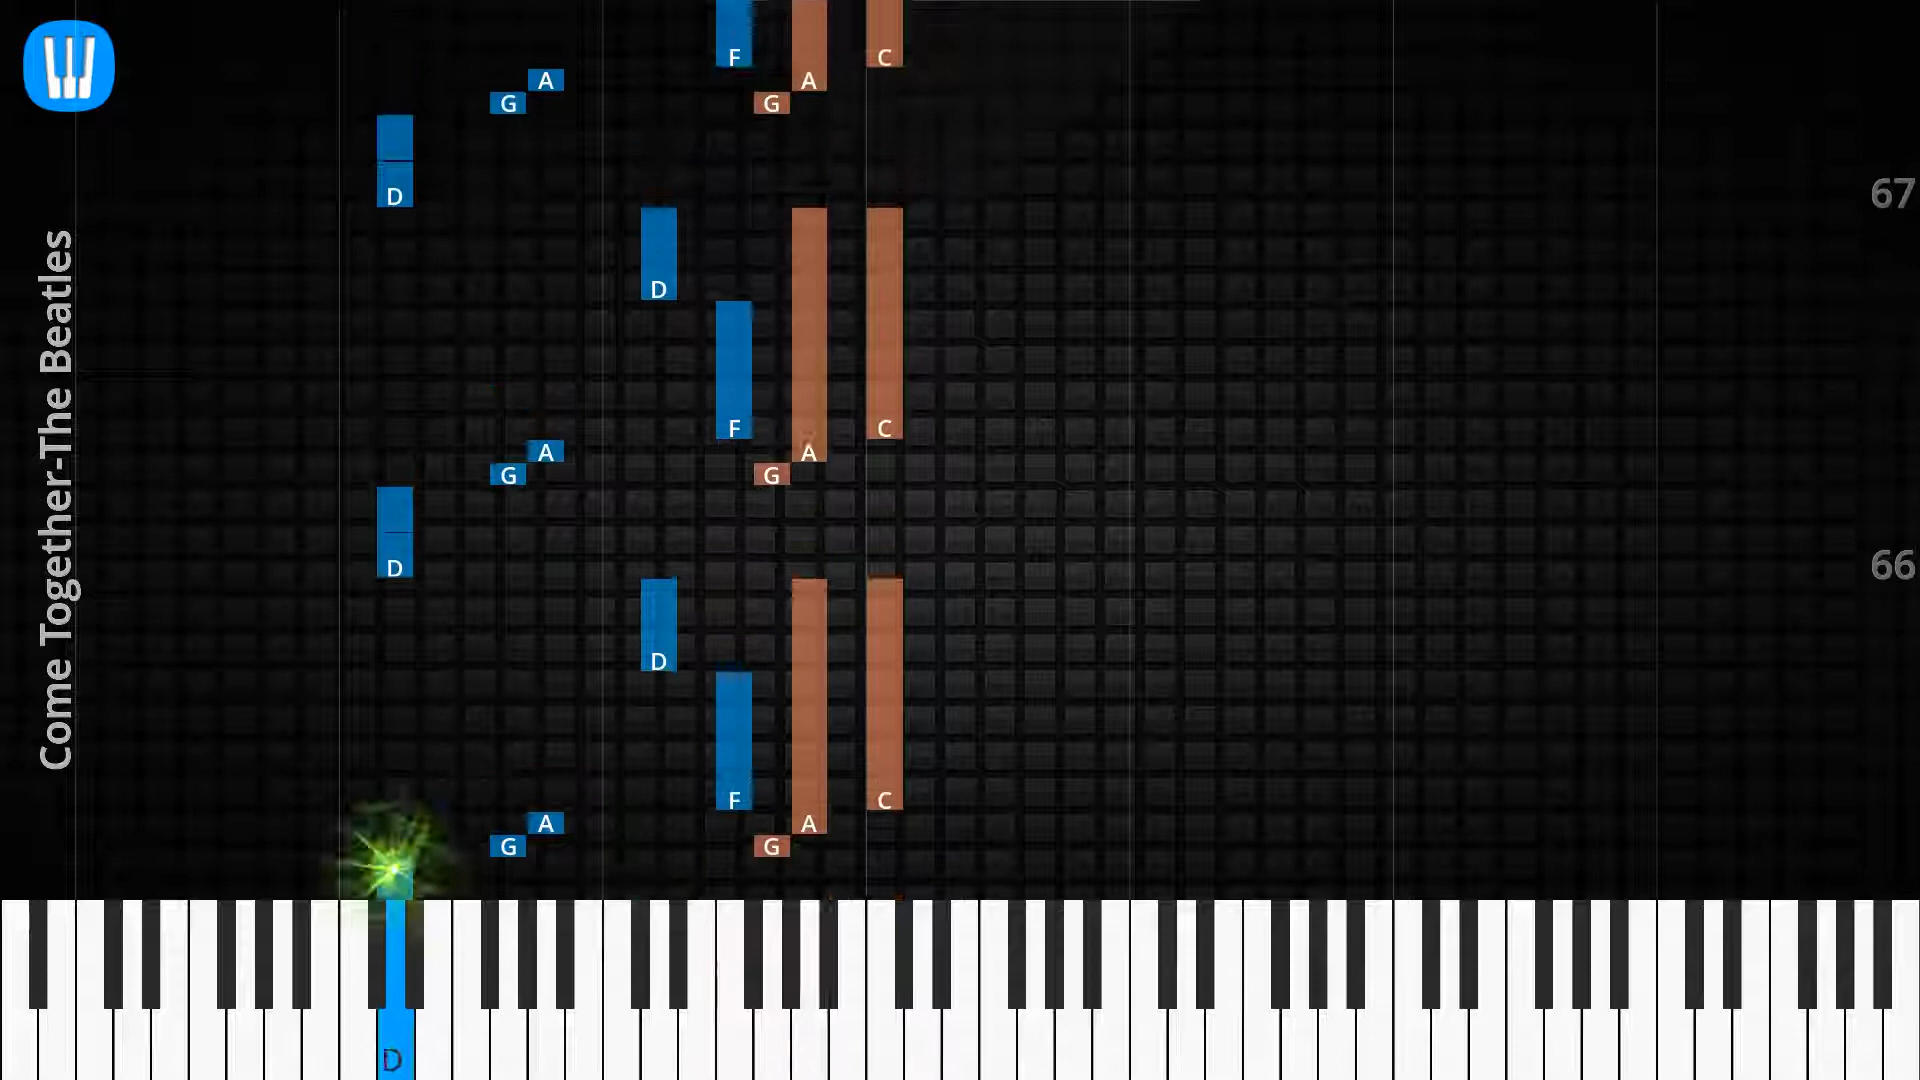 F C
A A
G G
D
67
D
F C
A A
G G
D
66
D
F C
A A
G G
D
Come Together-The Beatles